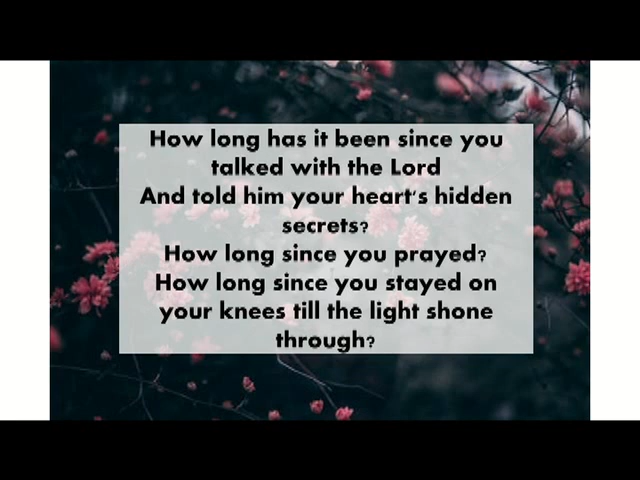 How long has it been since you
talked with the Lord
And told him your heart's hidden
secrets?
How long since you prayed?
How long since you stayed on
your knees till the light shone
through?